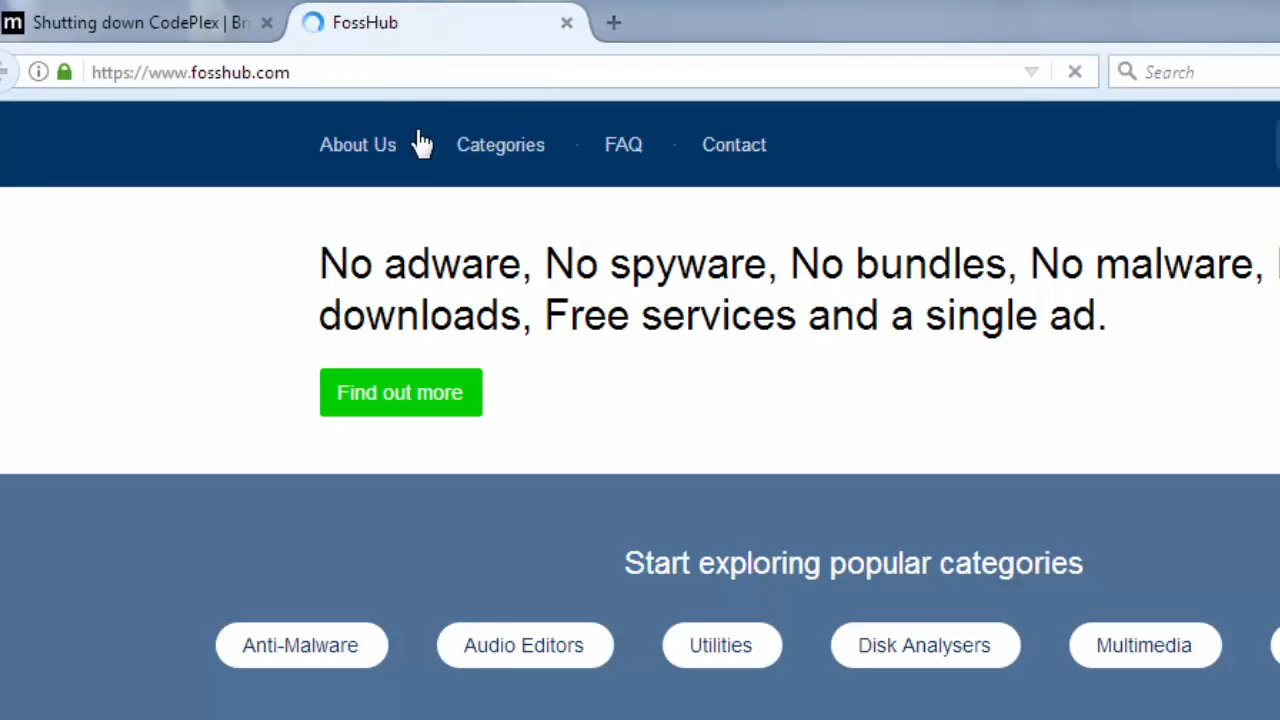 m Shutting down CodePlex | Bri
FossHub
https://www.fosshub.com
Search
About Us · Categories · FAQ · Contact
No adware, No spyware, No bundles, No malware,
downloads, Free services and a single ad.
Find out more
Start exploring popular categories
Anti-Malware Audio Editors Utilities Disk Analysers Multimedia